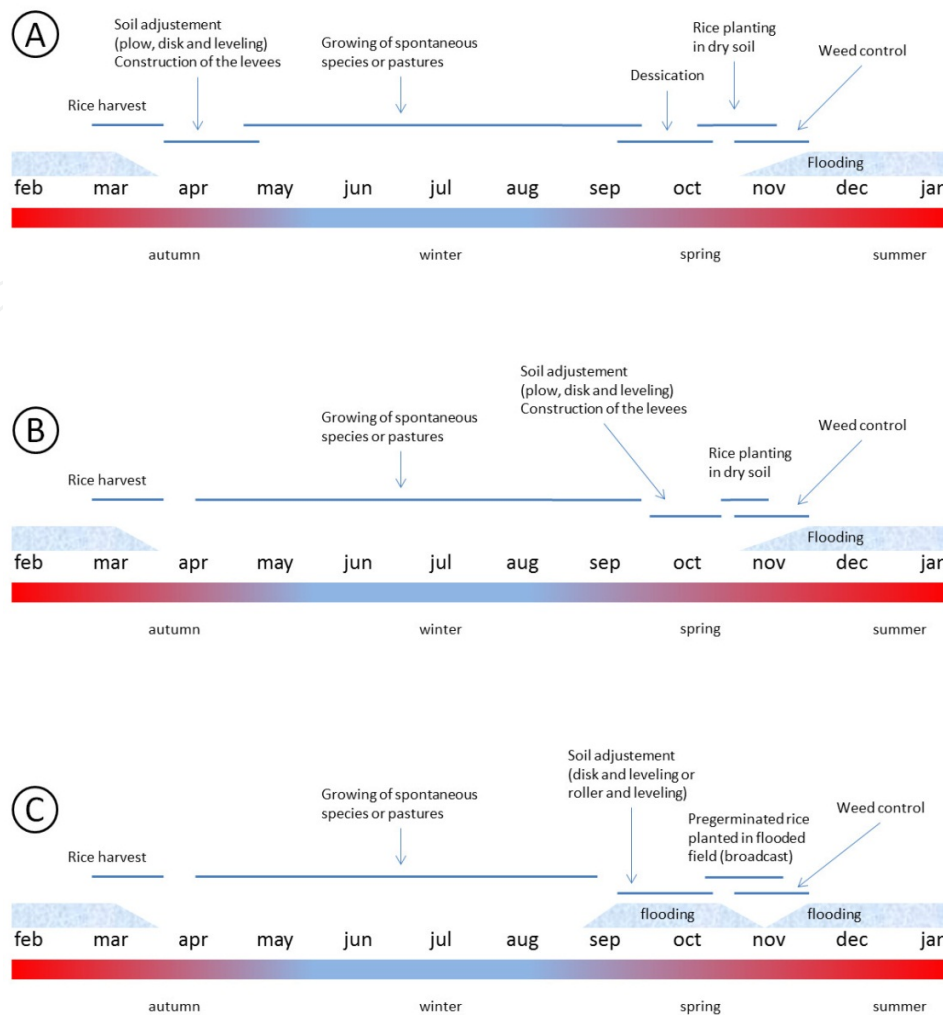 A
Soil adjustement
(plow, disk and leveling)
Construction of the levees
Growing of spontaneous
species or pastures
Rice planting
in dry soil
Weed control
Dessication
Rice harvest
Flooding
feb mar apr may jun jul aug sep oct nov dec jan
autumn winter spring summer
B
Soil adjustement
(plow, disk and leveling)
Construction of the levees
Growing of spontaneous
species or pastures
Weed control
Rice planting
in dry soil
Rice harvest
Flooding
feb mar apr may jun jul aug sep oct nov dec jan
autumn winter spring summer
C
Soil adjustement
(disk and leveling or
roller and leveling)
Growing of spontaneous
species or pastures
Pregerminated rice
planted in flooded
field (broadcast)
Weed control
Rice harvest
flooding flooding
feb mar apr may jun jul aug sep oct nov dec jan
autumn winter spring summer